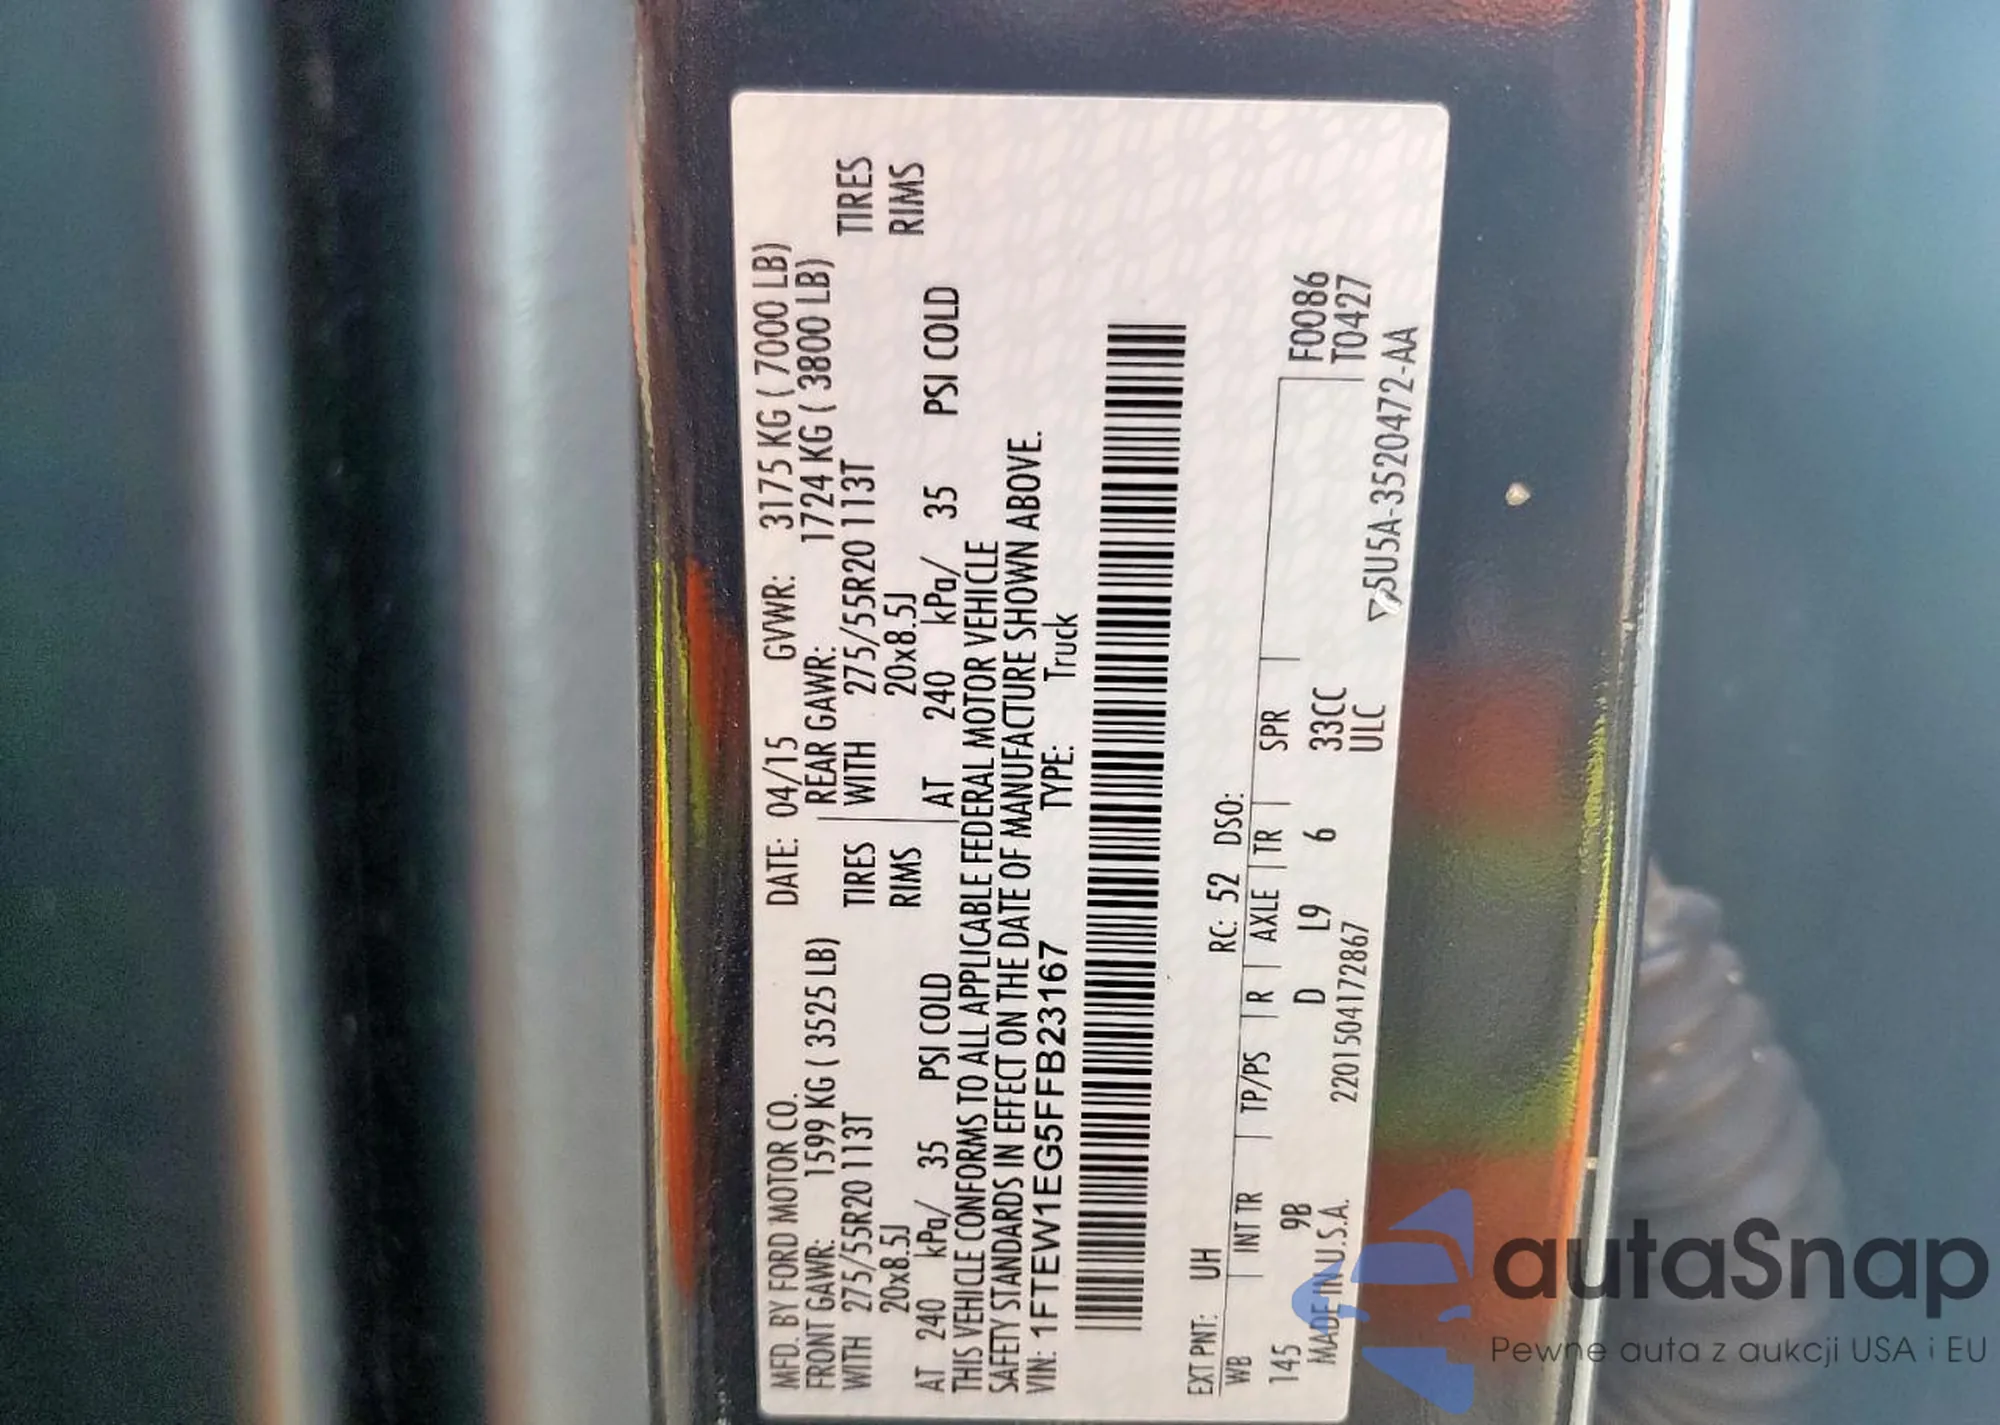 MFD. BY FORD MOTOR CO. DATE: 04/15 GVWR: 3175 KG ( 7000 LB)
FRONT GAWR: 1599 KG ( 3525 LB) REAR GAWR: 1724 KG ( 3800 LB)
WITH 275/55R20 113T TIRES WITH 275/55R20 113T TIRES
20x8.5J RIMS 20x8.5J RIMS
AT 240 kPa/ 35 PSI COLD AT 240 kPa/ 35 PSI COLD
THIS VEHICLE CONFORMS TO ALL APPLICABLE FEDERAL MOTOR VEHICLE
SAFETY STANDARDS IN EFFECT ON THE DATE OF MANUFACTURE SHOWN ABOVE.
VIN: 1FTEW1EG5FFB23167 TYPE: Truck
EXT PNT: UH RC: 52 DSO:
WB INT TR TP/PS R AXLE TR SPR
145 9B D L9 6 33CC F0086
ULC T0427
MADE IN U.S.A. 220150417286​7 5U5A-3520472-AA
autaSnap
Pewne auta z aukcji USA i EU